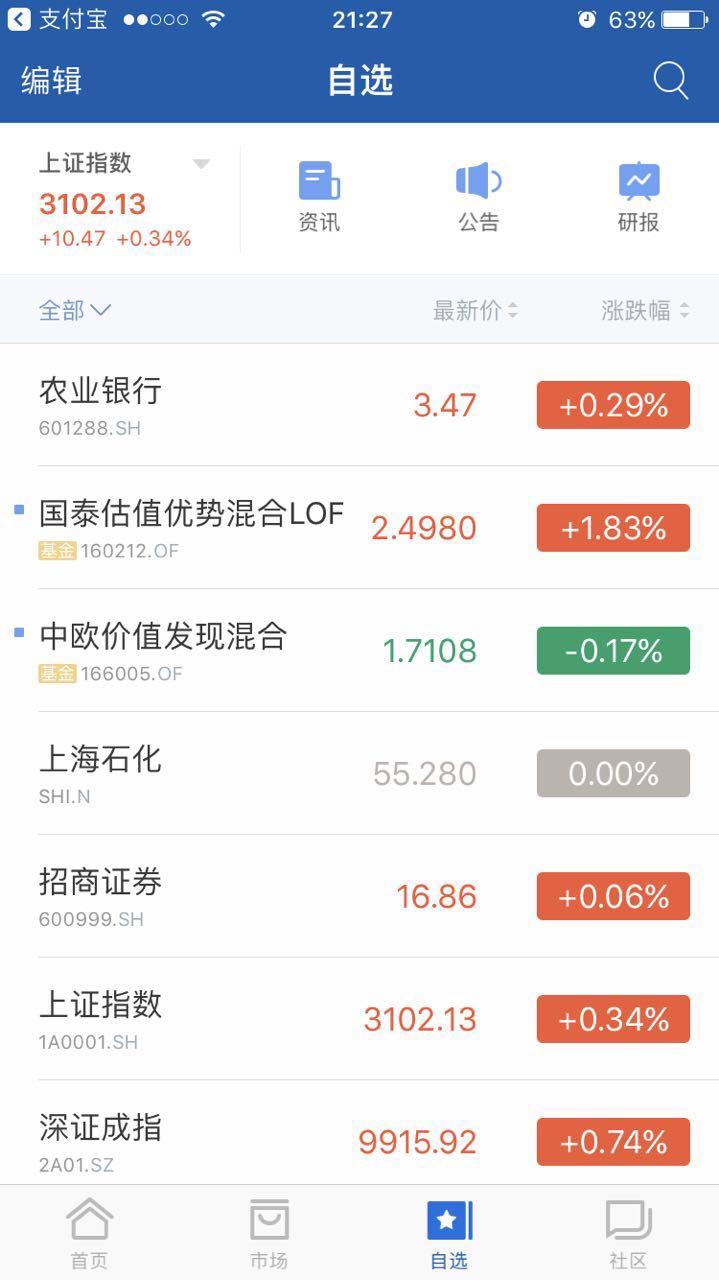 支付宝 21:27 63%
编辑 自选
上证指数
3102.13
+10.47 +0.34%
资讯 公告 研报
全部 最新价 涨跌幅
农业银行 3.47 +0.29%
601288.SH
国泰估值优势混合LOF 2.4980 +1.83%
基金 160212.OF
中欧价值发现混合 1.7108 -0.17%
基金 166005.OF
上海石化 55.280 0.00%
SHI.N
招商证券 16.86 +0.06%
600999.SH
上证指数 3102.13 +0.34%
1A0001.SH
深证成指 9915.92 +0.74%
2A01.SZ
首页 市场 自选 社区